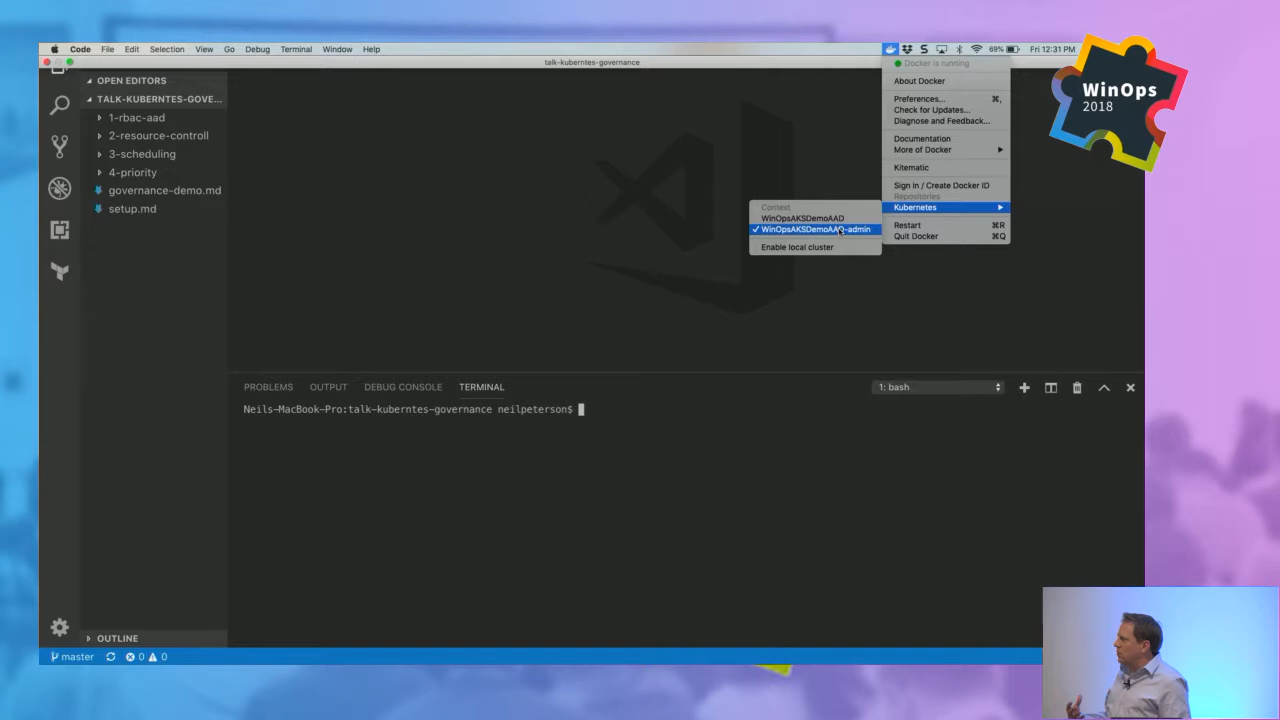 Code File Edit Selection View Go Debug Terminal Window Help
69% Fri 12:31 PM
talk-kuberntes-governance
OPEN EDITORS
TALK-KUBERNTES-GOVE...
1-rbac-aad
2-resource-controll
3-scheduling
4-priority
governance-demo.md
setup.md
OUTLINE
Docker is running
About Docker
Preferences... ⌘,
Check for Updates...
Diagnose and Feedback...
Documentation
More of Docker
Kitematic
Sign in / Create Docker ID
Repositories
Kubernetes
Restart ⌘R
Quit Docker ⌘Q
Context
WinOpsAKSDemoAAD
✓ WinOpsAKSDemoAAD-admin
Enable local cluster
WinOps
2018
PROBLEMS OUTPUT DEBUG CONSOLE TERMINAL 1: bash
Neils-MacBook-Pro:talk-kuberntes-governance neilpeterson$
master 0 0